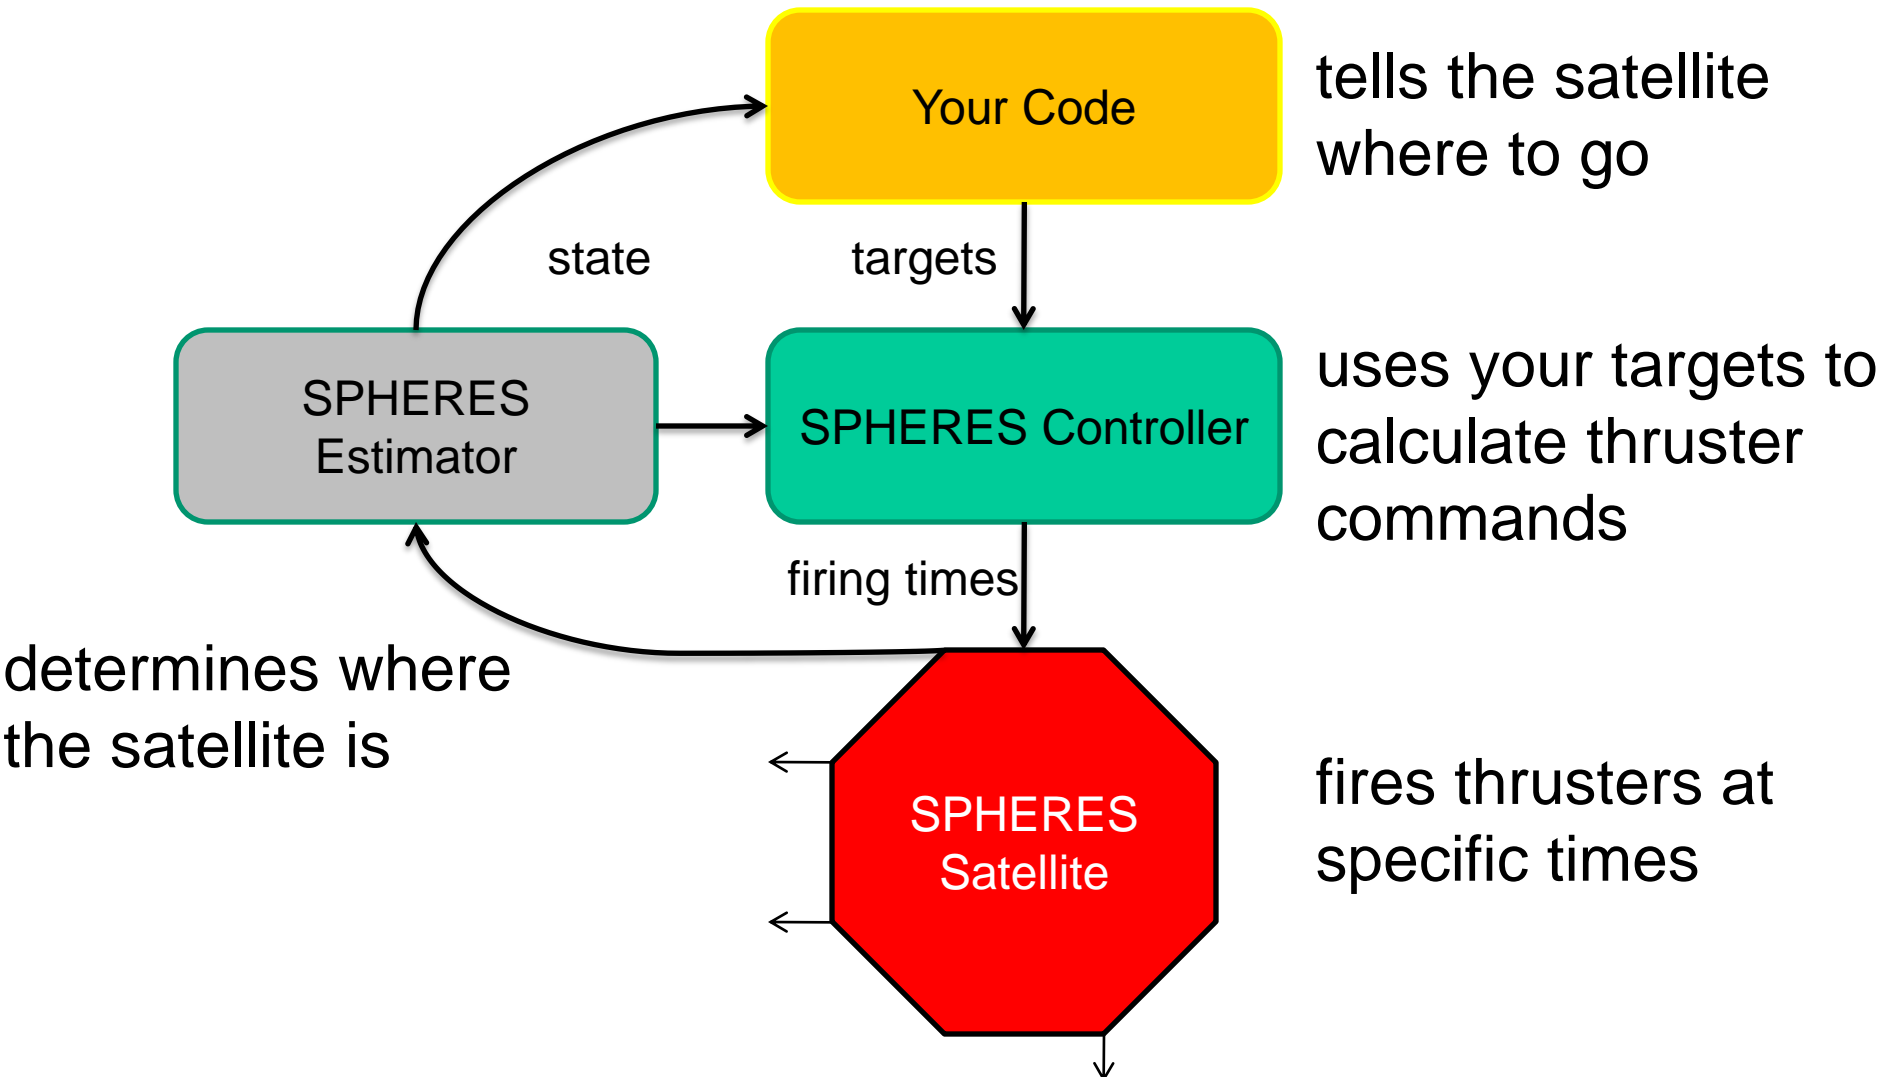 Your Code
tells the satellite
where to go
state
targets
SPHERES
Estimator
SPHERES Controller
uses your targets to
calculate thruster
commands
firing times
determines where
the satellite is
SPHERES
Satellite
fires thrusters at
specific times